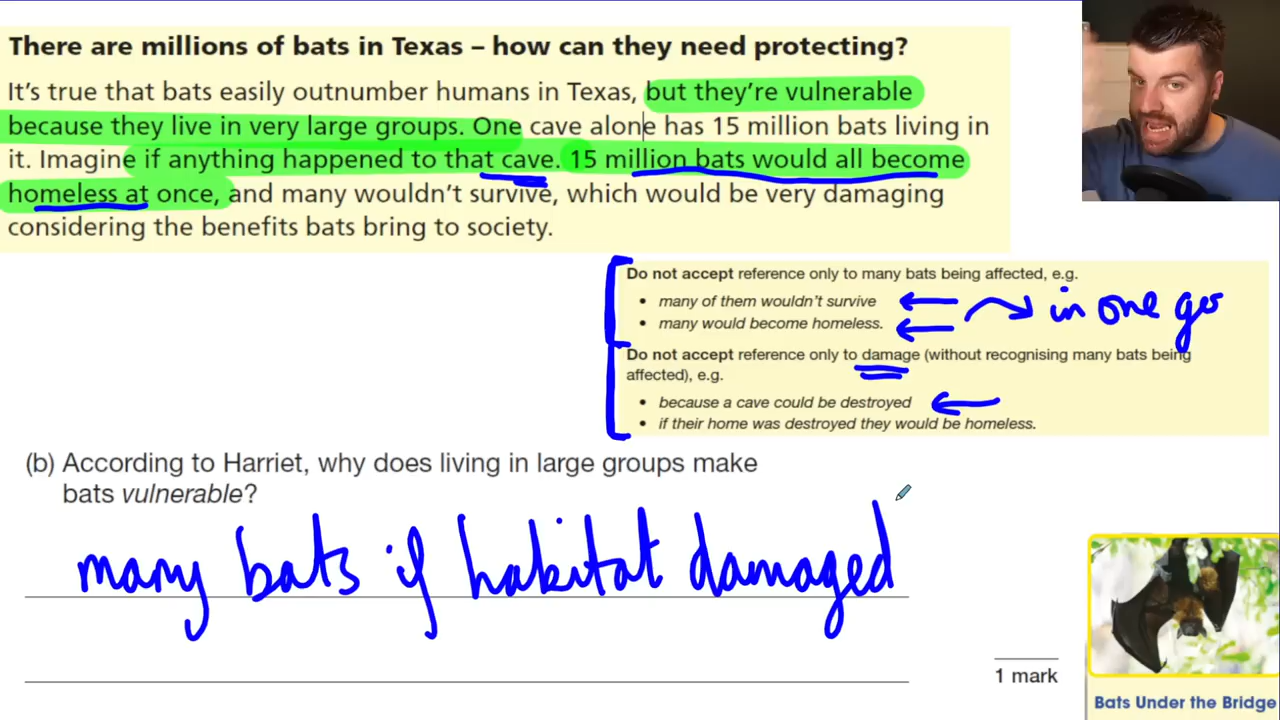 There are millions of bats in Texas – how can they need protecting?
It's true that bats easily outnumber humans in Texas, but they're vulnerable
because they live in very large groups. One cave alone has 15 million bats living in
it. Imagine if anything happened to that cave. 15 million bats would all become
homeless at once, and many wouldn't survive, which would be very damaging
considering the benefits bats bring to society.
Do not accept reference only to many bats being affected, e.g.
• many of them wouldn't survive
• many would become homeless.
in one go
Do not accept reference only to damage (without recognising many bats being
affected), e.g.
• because a cave could be destroyed
• if their home was destroyed they would be homeless.
(b) According to Harriet, why does living in large groups make
bats vulnerable?
many bats if habitat damaged
1 mark
Bats Under the Bridge